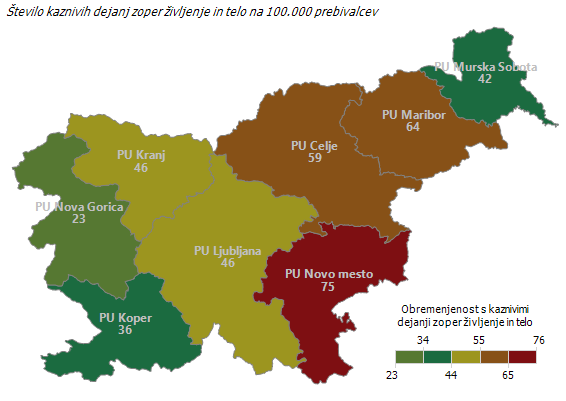 Število kaznivih dejanj zoper življenje in telo na 100.000 prebivalcev
PU Murska Sobota
42
PU Maribor
64
PU Celje
59
PU Kranj
46
PU Nova Gorica
23
PU Ljubljana
46
PU Novo mesto
75
PU Koper
36
Obremenjenost s kaznivimi
dejanji zoper življenje in telo
34 55 76
23 44 65